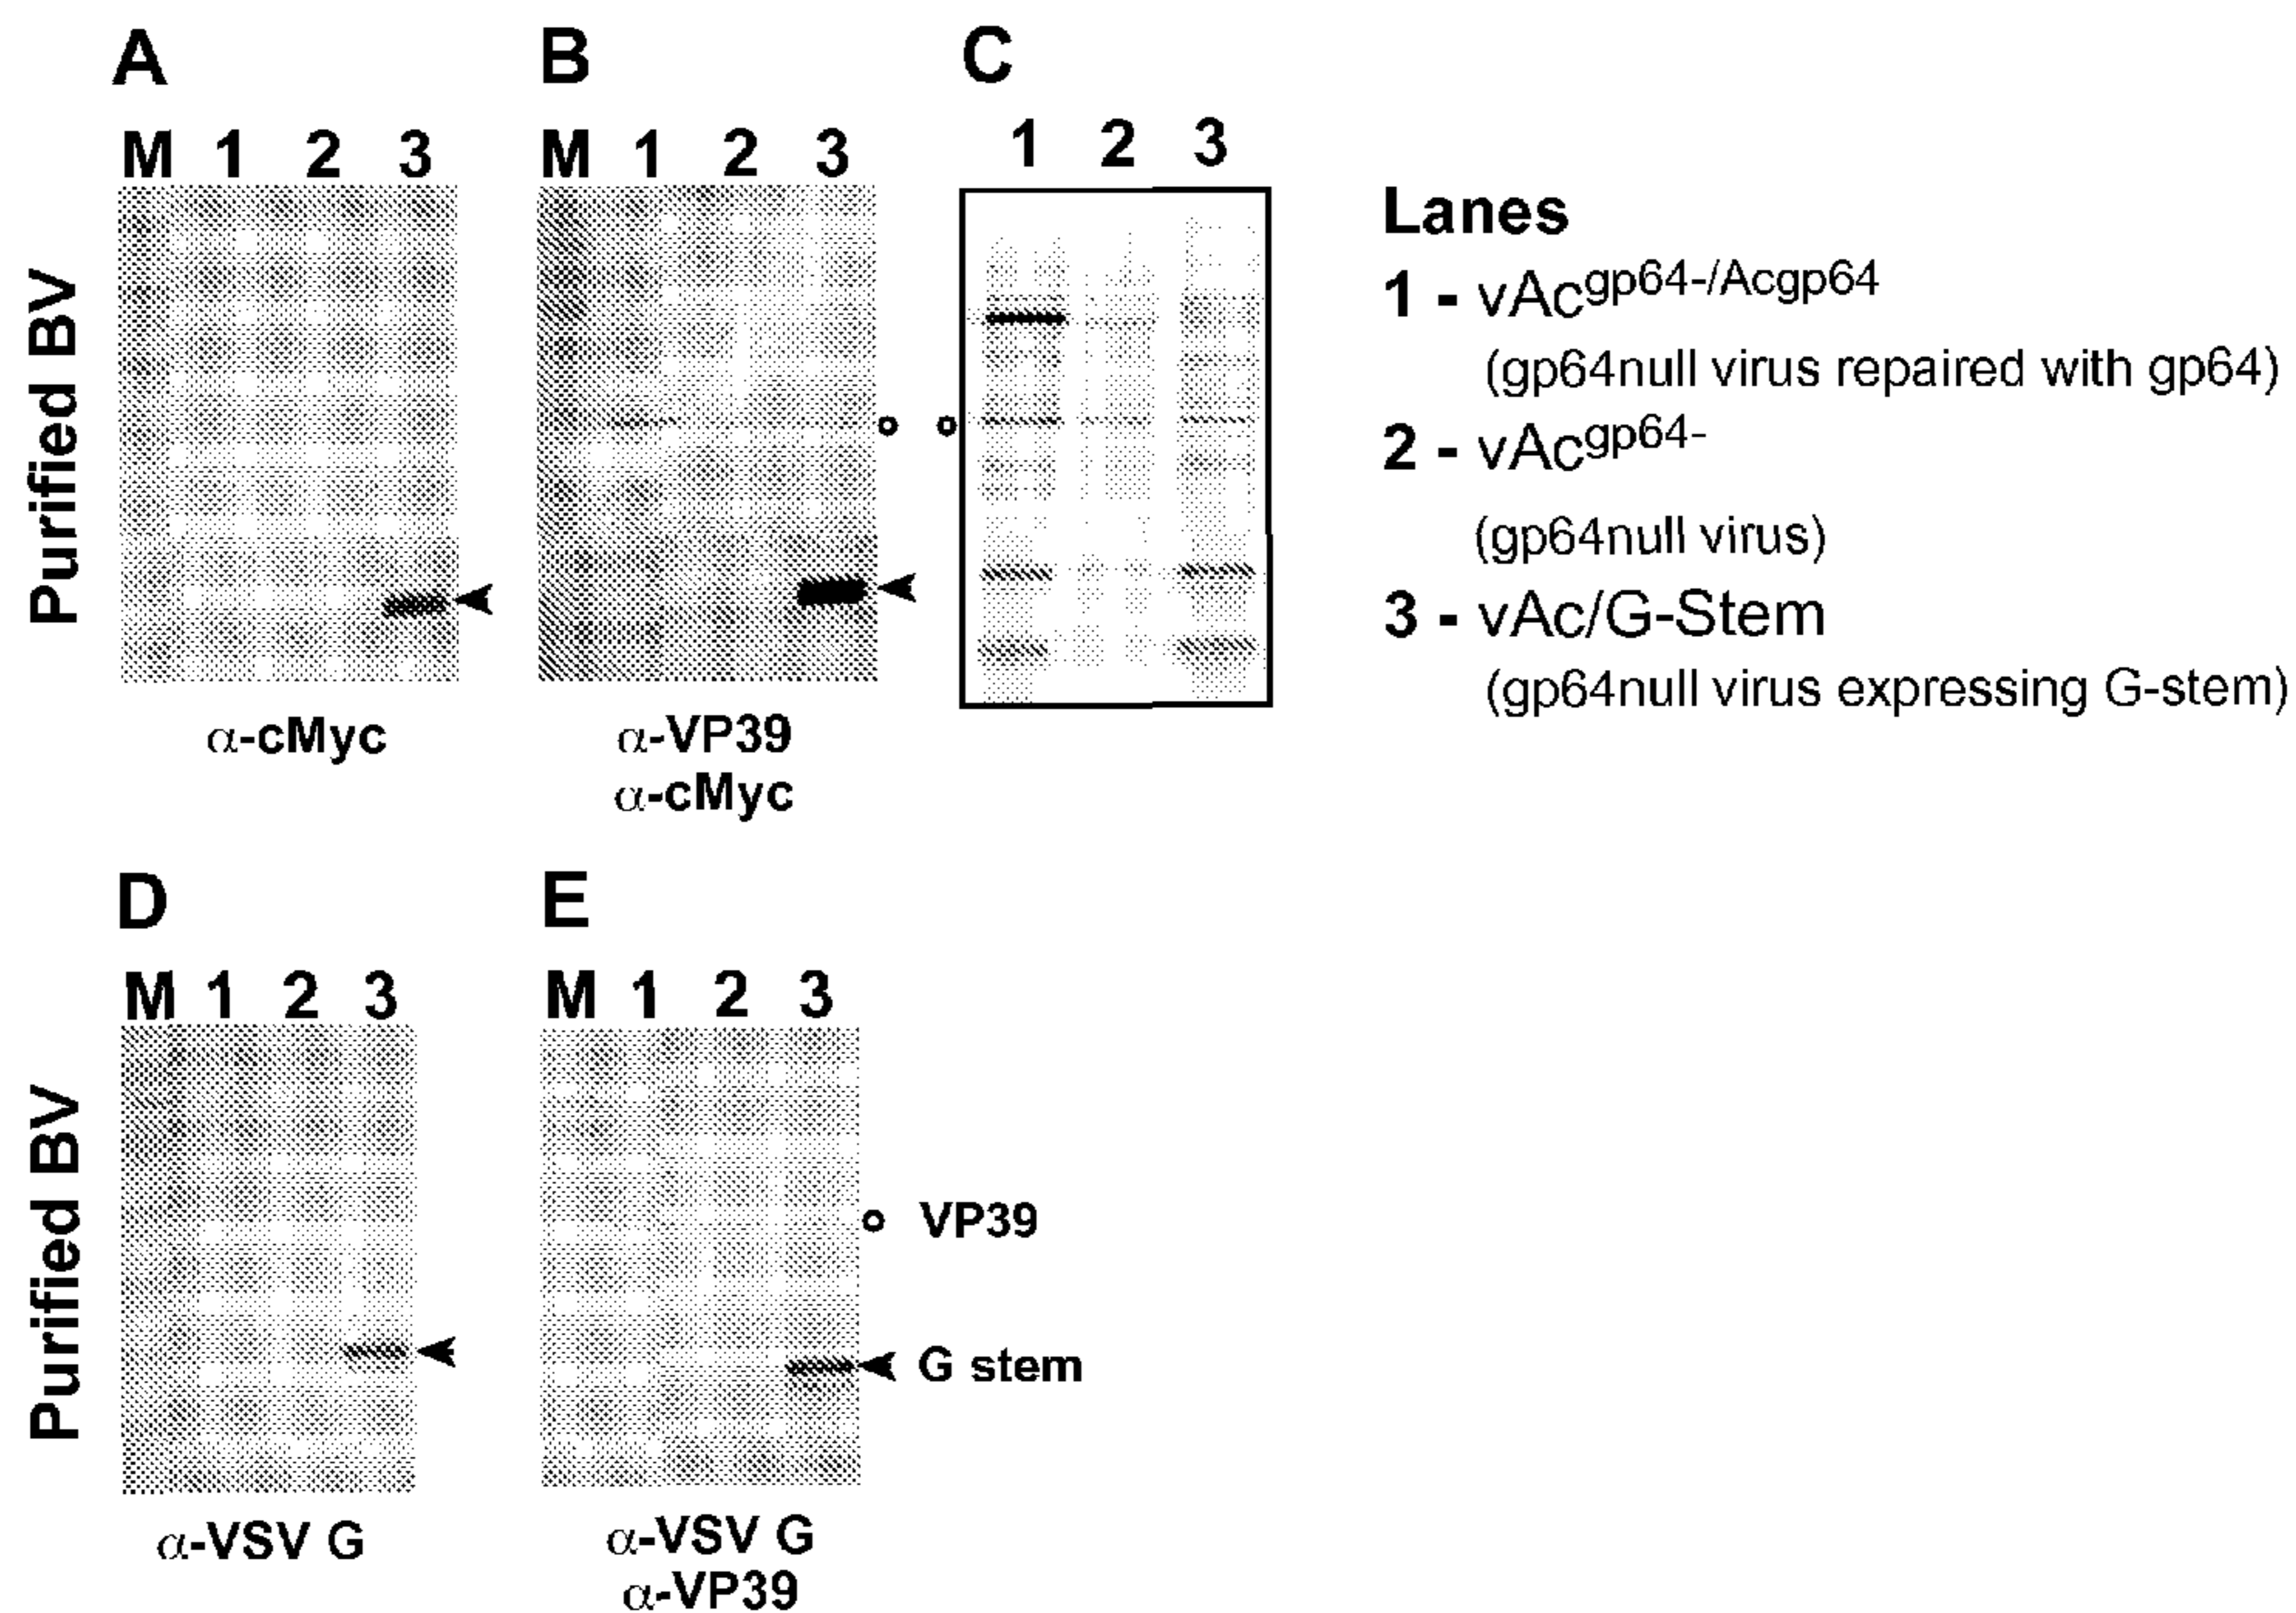 A
B
C
M 1 2 3
M 1 2 3
1 2 3
Purified BV
α-cMyc
α-VP39
α-cMyc
Lanes
1 - vAcgp64-/Acgp64
(gp64null virus repaired with gp64)
2 - vAcgp64-
(gp64null virus)
3 - vAc/G-Stem
(gp64null virus expressing G-stem)
D
E
M 1 2 3
M 1 2 3
Purified BV
VP39
G stem
α-VSV G
α-VSV G
α-VP39